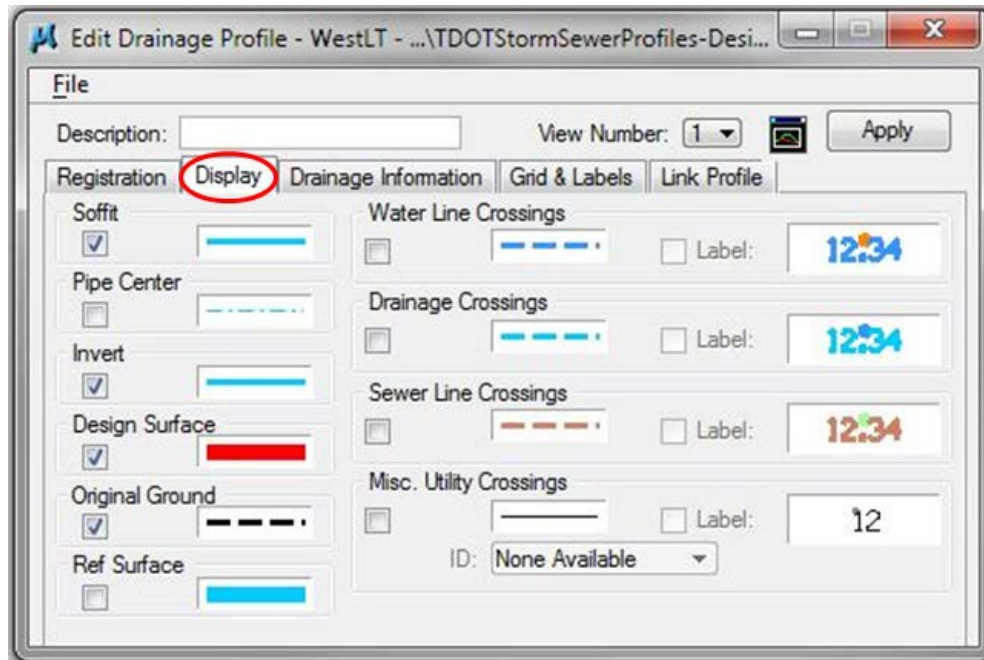 Edit Drainage Profile - WestLT - ...\TDOTStormSewerProfiles-Desi...
File
Description: View Number: 1 Apply
Registration Display Drainage Information Grid & Labels Link Profile
Soffit
Pipe Center
Invert
Design Surface
Original Ground
Ref Surface
Water Line Crossings
Label: 12.34
Drainage Crossings
Label: 12.34
Sewer Line Crossings
Label: 12.34
Misc. Utility Crossings
Label: 12
ID: None Available